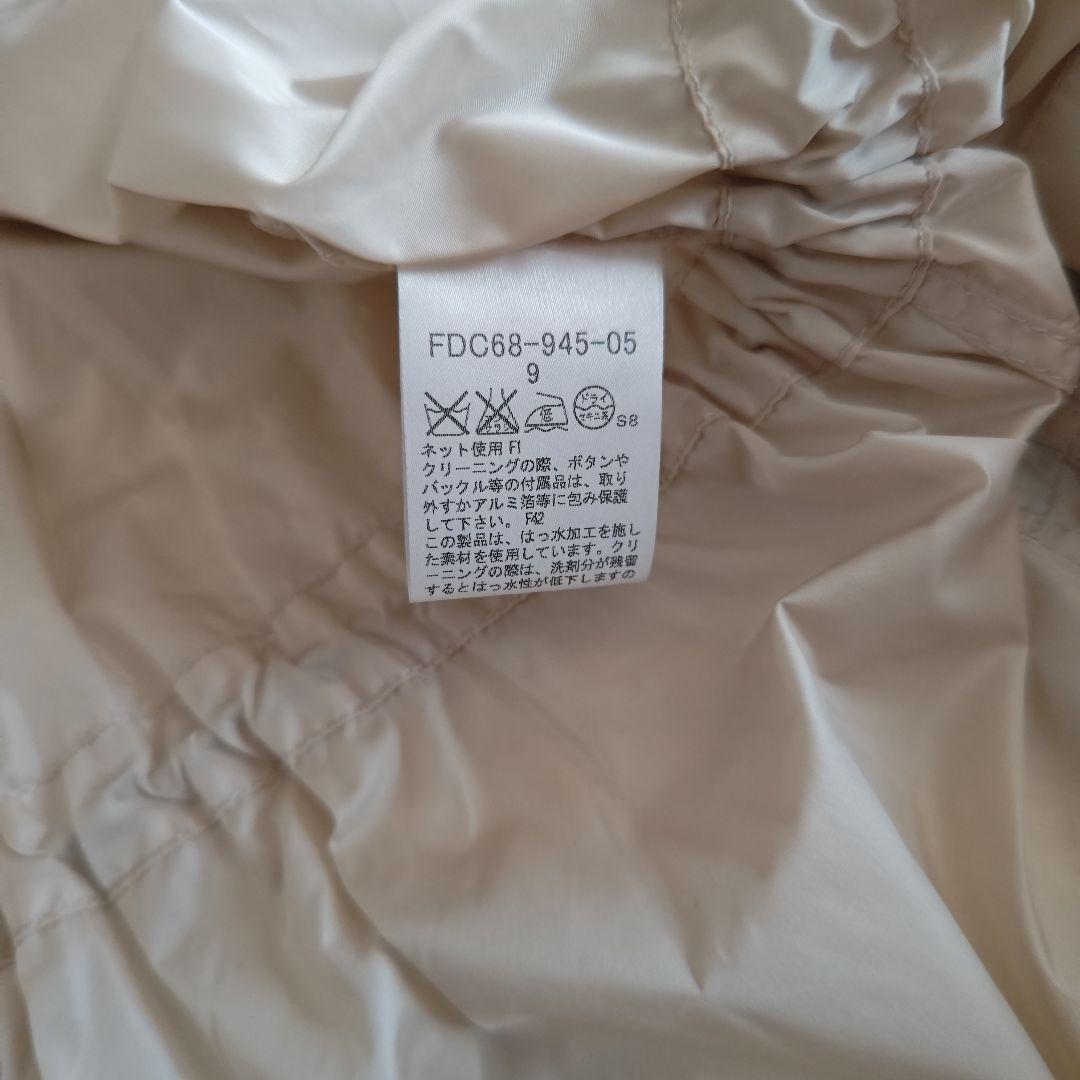 FDC68-945-05
9
低 ドライ
セキユ系
S8
ネット使用 F1
クリーニングの際、ボタンや
バックル等の付属品は、取り
外すかアルミ箔等に包み保護
して下さい。 F42
この製品は、はっ水加工を施し
た素材を使用しています。クリ
ーニングの際は、洗剤分が残留
するとはっ水性が低下しますの